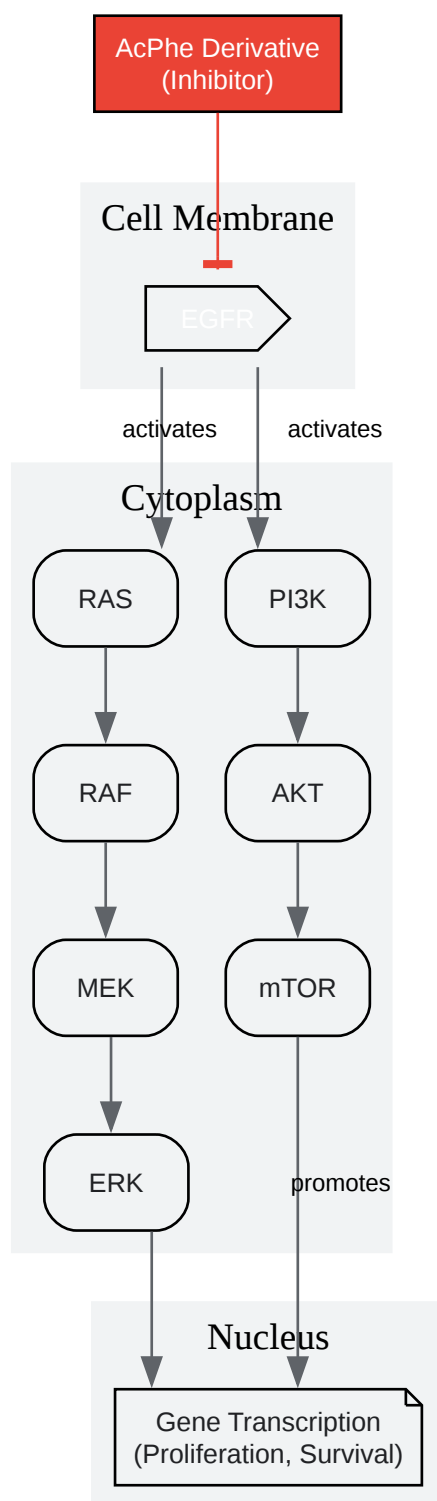 AcPhe Derivative
(Inhibitor)
Cell Membrane
EGFR
activates
activates
Cytoplasm
RAS
PI3K
RAF
AKT
MEK
mTOR
ERK
promotes
Nucleus
Gene Transcription
(Proliferation, Survival)